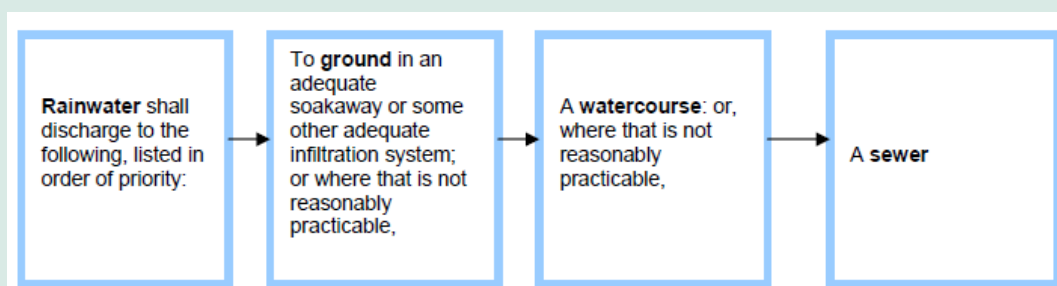 Rainwater shall
discharge to the
following, listed in
order of priority:
To ground in an
adequate
soakaway or some
other adequate
infiltration system;
or where that is not
reasonably
practicable,
A watercourse: or,
where that is not
reasonably
practicable,
A sewer